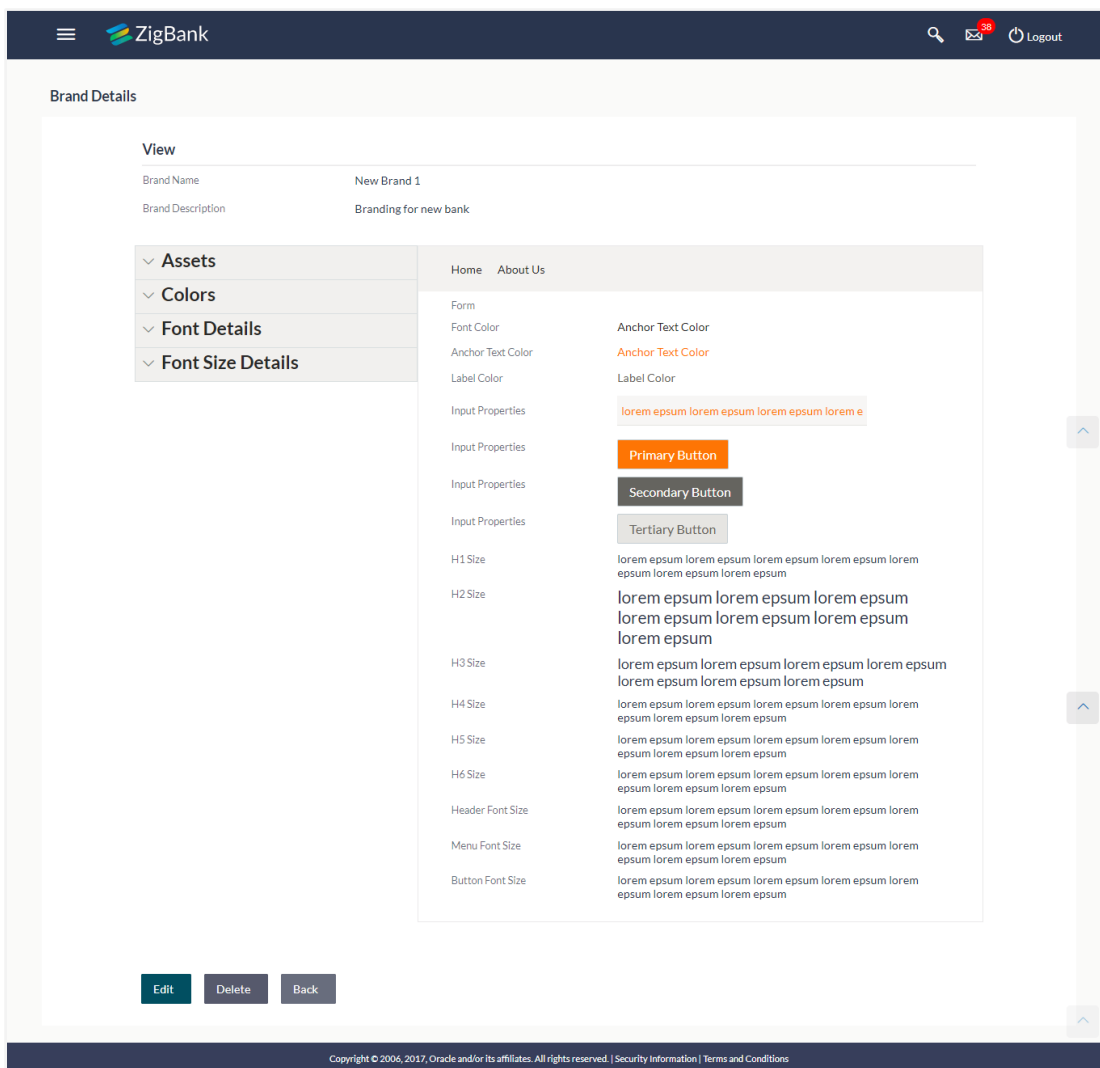 ZigBank
38
Logout
Brand Details
View
Brand Name New Brand 1
Brand Description Branding for new bank
Assets
Colors
Font Details
Font Size Details
Home About Us
Form
Font Color Anchor Text Color
Anchor Text Color Anchor Text Color
Label Color Label Color
Input Properties lorem epsum lorem epsum lorem epsum lorem e
Input Properties Primary Button
Input Properties Secondary Button
Input Properties Tertiary Button
H1 Size lorem epsum lorem epsum lorem epsum lorem epsum lorem
epsum lorem epsum lorem epsum
H2 Size lorem epsum lorem epsum lorem epsum
lorem epsum lorem epsum lorem epsum
lorem epsum
H3 Size lorem epsum lorem epsum lorem epsum lorem epsum
lorem epsum lorem epsum lorem epsum
H4 Size lorem epsum lorem epsum lorem epsum lorem epsum lorem
epsum lorem epsum lorem epsum
H5 Size lorem epsum lorem epsum lorem epsum lorem epsum lorem
epsum lorem epsum lorem epsum
H6 Size lorem epsum lorem epsum lorem epsum lorem epsum lorem
epsum lorem epsum lorem epsum
Header Font Size lorem epsum lorem epsum lorem epsum lorem epsum lorem
epsum lorem epsum lorem epsum
Menu Font Size lorem epsum lorem epsum lorem epsum lorem epsum lorem
epsum lorem epsum lorem epsum
Button Font Size lorem epsum lorem epsum lorem epsum lorem epsum lorem
epsum lorem epsum lorem epsum
Edit Delete Back
Copyright © 2006, 2017, Oracle and/or its affiliates. All rights reserved. | Security Information | Terms and Conditions